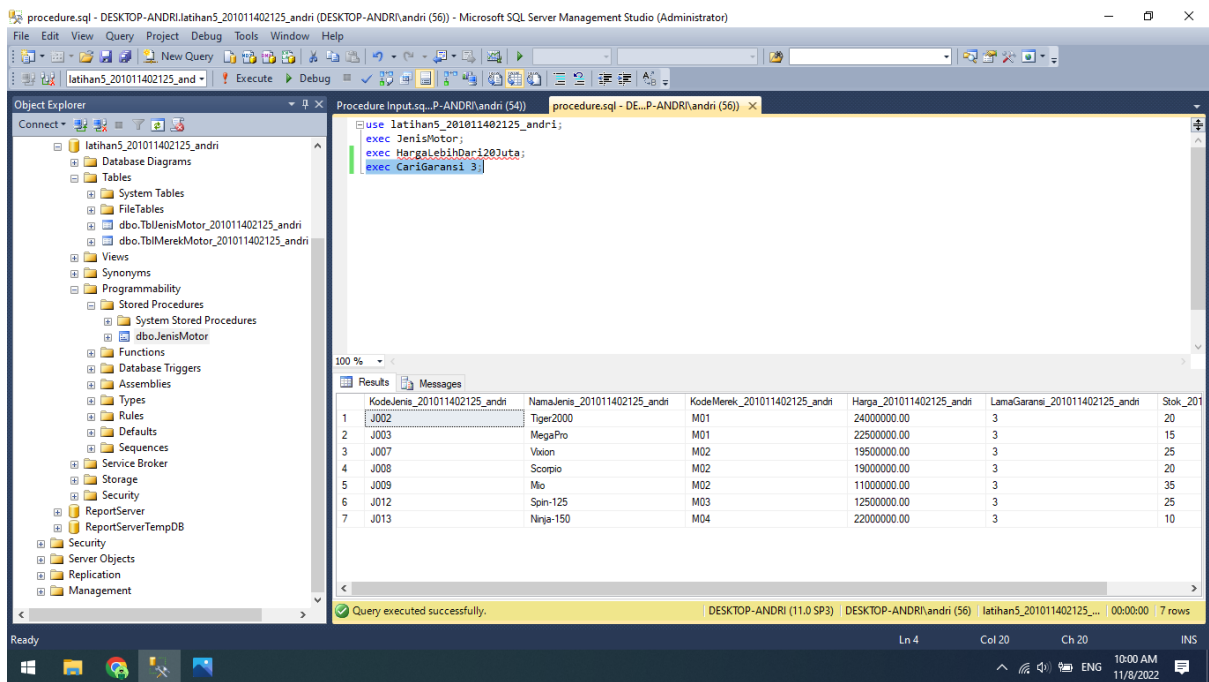 procedure.sql - DESKTOP-ANDRI.latihan5_201011402125_andri (DESKTOP-ANDRI\andri (56)) - Microsoft SQL Server Management Studio (Administrator)
File Edit View Query Project Debug Tools Window Help
New Query
latihan5_201011402125_and Execute Debug
Object Explorer
Connect
latihan5_201011402125_andri
Database Diagrams
Tables
System Tables
FileTables
dbo.TblJenisMotor_201011402125_andri
dbo.TblMerekMotor_201011402125_andri
Views
Synonyms
Programmability
Stored Procedures
System Stored Procedures
dbo.JenisMotor
Functions
Database Triggers
Assemblies
Types
Rules
Defaults
Sequences
Service Broker
Storage
Security
ReportServer
ReportServerTempDB
Security
Server Objects
Replication
Management
Procedure Input.sq...P-ANDRI\andri (54)) procedure.sql - DE...P-ANDRI\andri (56))
use latihan5_201011402125_andri;
exec JenisMotor;
exec HargaLebihDari20Juta;
exec CariGaransi 3;
100 %
Results Messages
KodeJenis_201011402125_andri NamaJenis_201011402125_andri KodeMerek_201011402125_andri Harga_201011402125_andri LamaGaransi_201011402125_andri Stok_201
1 J002 Tiger2000 M01 24000000.00 3 20
2 J003 MegaPro M01 22500000.00 3 15
3 J007 Vixion M02 19500000.00 3 25
4 J008 Scorpio M02 19000000.00 3 20
5 J009 Mio M02 11000000.00 3 35
6 J012 Spin-125 M03 12500000.00 3 25
7 J013 Ninja-150 M04 22000000.00 3 10
Query executed successfully. DESKTOP-ANDRI (11.0 SP3) DESKTOP-ANDRI\andri (56) latihan5_201011402125_... 00:00:00 7 rows
Ready Ln 4 Col 20 Ch 20 INS
ENG 10:00 AM
11/8/2022